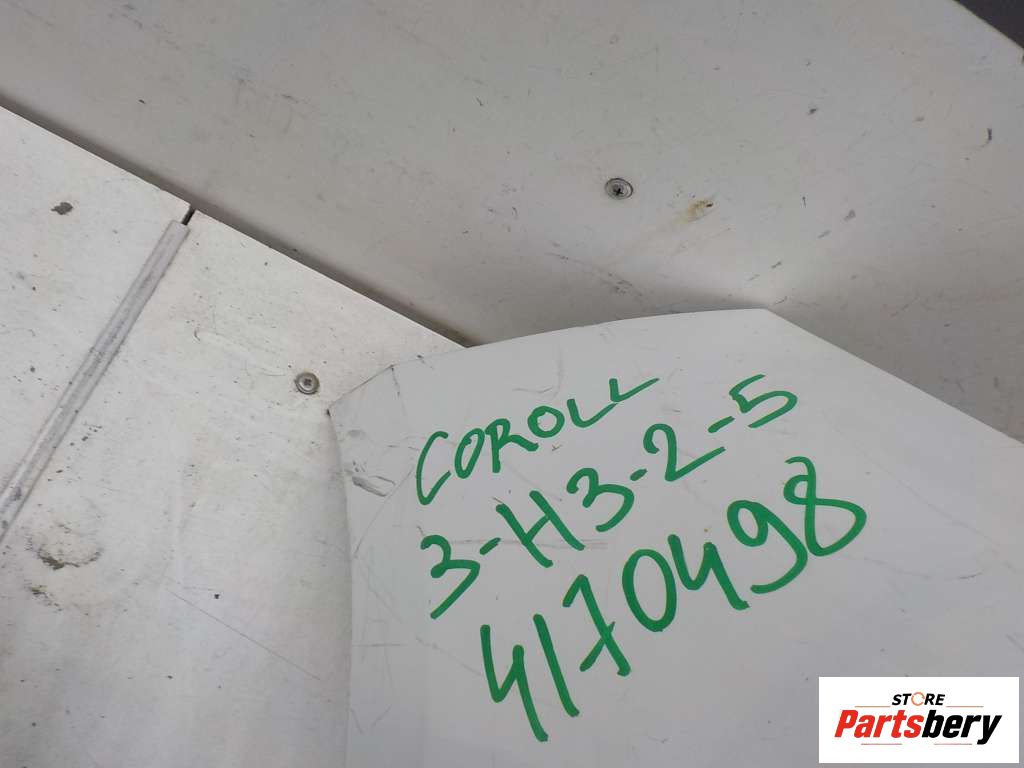 COROLL
3-H3-2-5
4170498
STORE
Partsbery